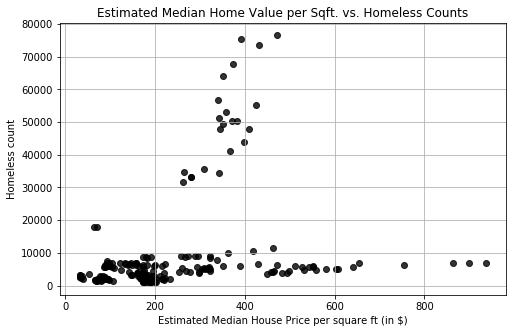 Estimated Median Home Value per Sqft. vs. Homeless Counts
80000
70000
60000
50000
40000
30000
20000
10000
0
Homeless count
0 200 400 600 800
Estimated Median House Price per square ft (in $)